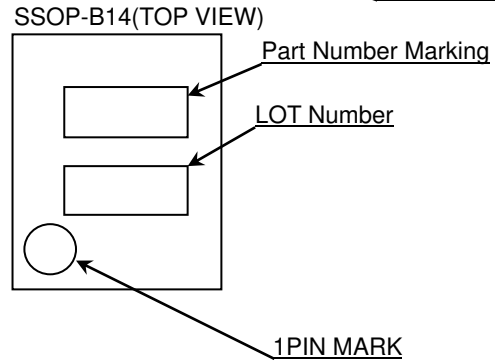 SSOP-B14(TOP VIEW)
Part Number Marking
LOT Number
1PIN MARK